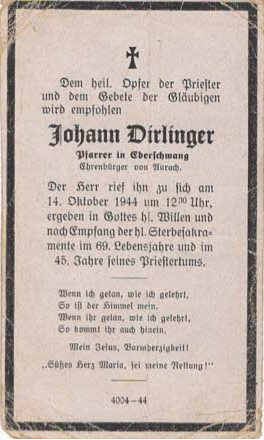 Dem heil. Opfer der Priester
und dem Gebete der Gläubigen
wird empfohlen
Johann Dirlinger
Pfarrer in Eberschwang
Ehrenbürger von Aurach.
Der Herr rief ihn zu sich am
14. Oktober 1944 um 12³⁰ Uhr,
ergeben in Gottes hl. Willen und
nach Empfang der hl. Sterbesakra-
mente im 69. Lebensjahre und im
45. Jahre seines Priestertums.
Wenn ich getan, wie ich gelehrt,
So ist der Himmel mein.
Wenn ihr getan, wie ich gelehrt,
So kommt ihr auch hinein.
Mein Jesus, Barmherzigkeit!
„Süßes Herz Maria, sei meine Rettung!"
4004—44